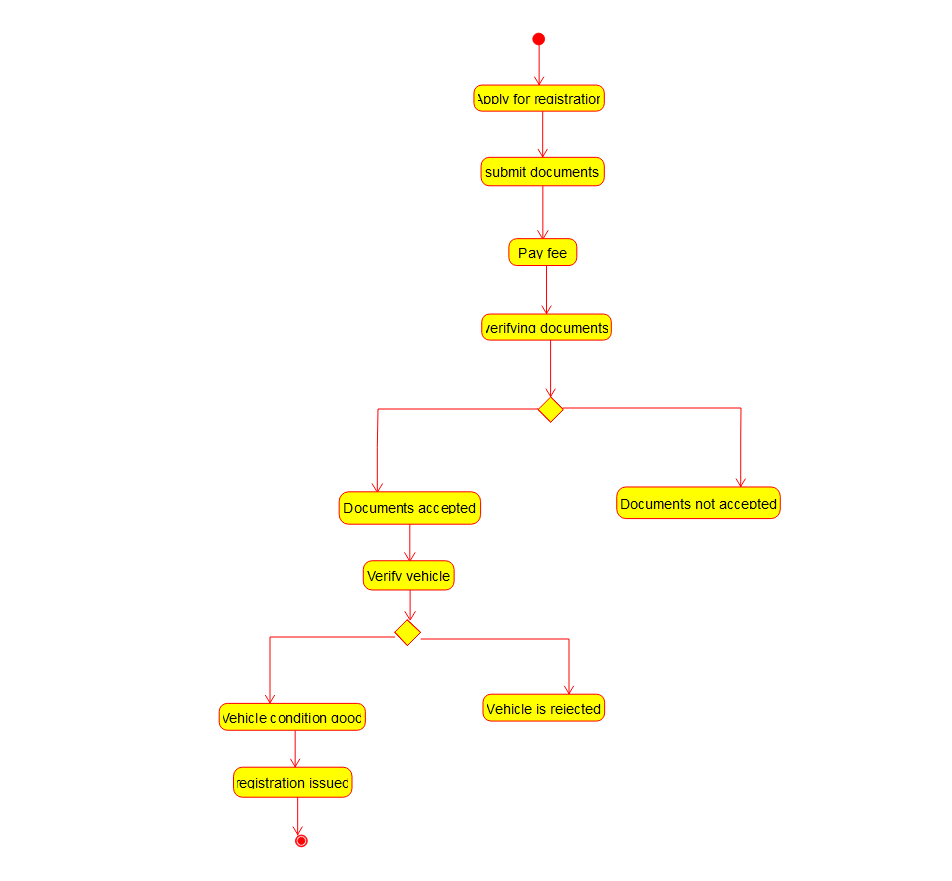 Apply for registration
submit documents
Pay fee
verifying documents
Documents accepted
Documents not accepted
Verify vehicle
Vehicle condition good
Vehicle is rejected
registration issued